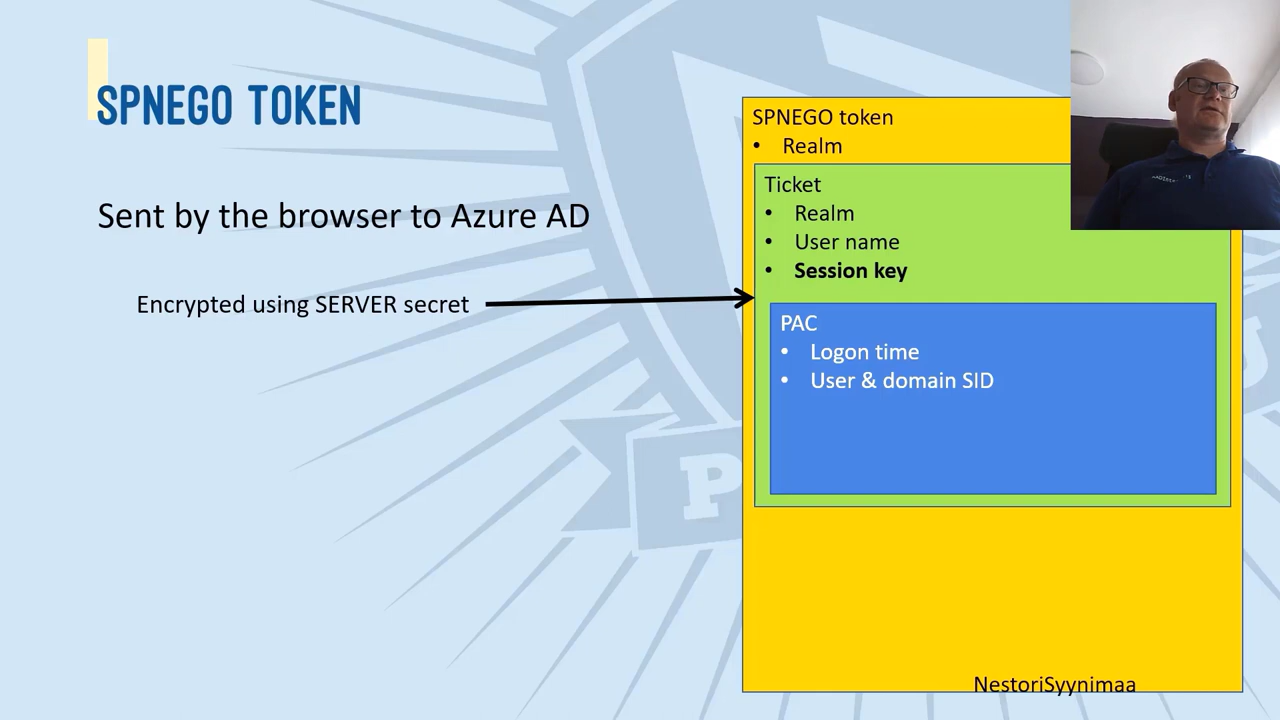 SPNEGO TOKEN
Sent by the browser to Azure AD
Encrypted using SERVER secret
SPNEGO token
• Realm
Ticket
• Realm
• User name
• Session key
PAC
• Logon time
• User & domain SID
P
NestoriSyynimaa